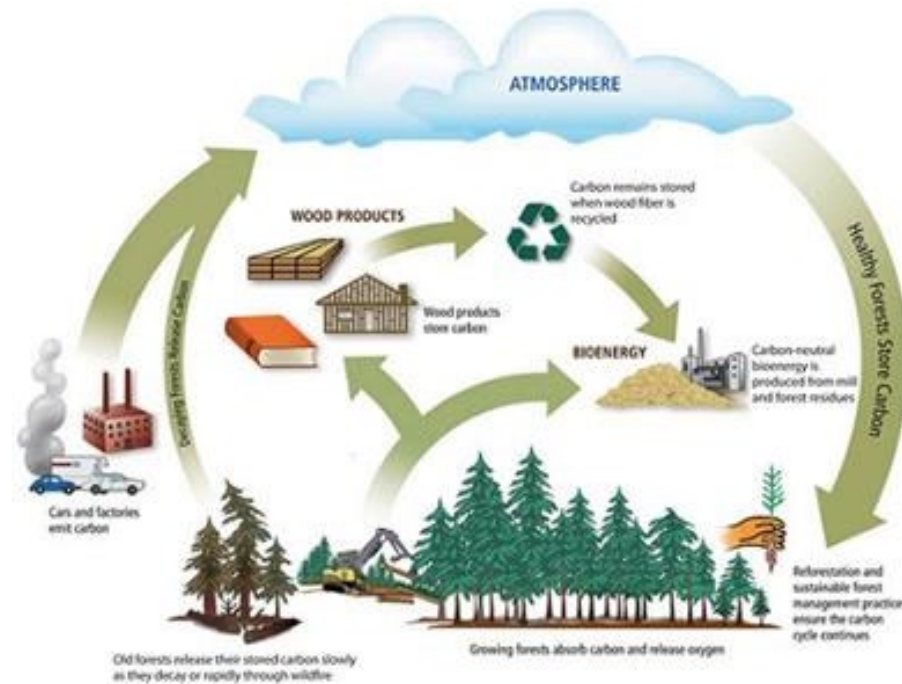 ATMOSPHERE
Carbon remains stored
when wood fiber is
recycled
WOOD PRODUCTS
Wood products
store carbon
BIOENERGY
Carbon-neutral
bioenergy is
produced from mill
and forest residues
Healthy Forests Store Carbon
Decaying Forests Release Carbon
Cars and factories
emit carbon
Reforestation and
sustainable forest
management practice
ensure the carbon
cycle continues
Growing forests absorb carbon and release oxygen
Old forests release their stored carbon slowly
as they decay or rapidly through wildfire